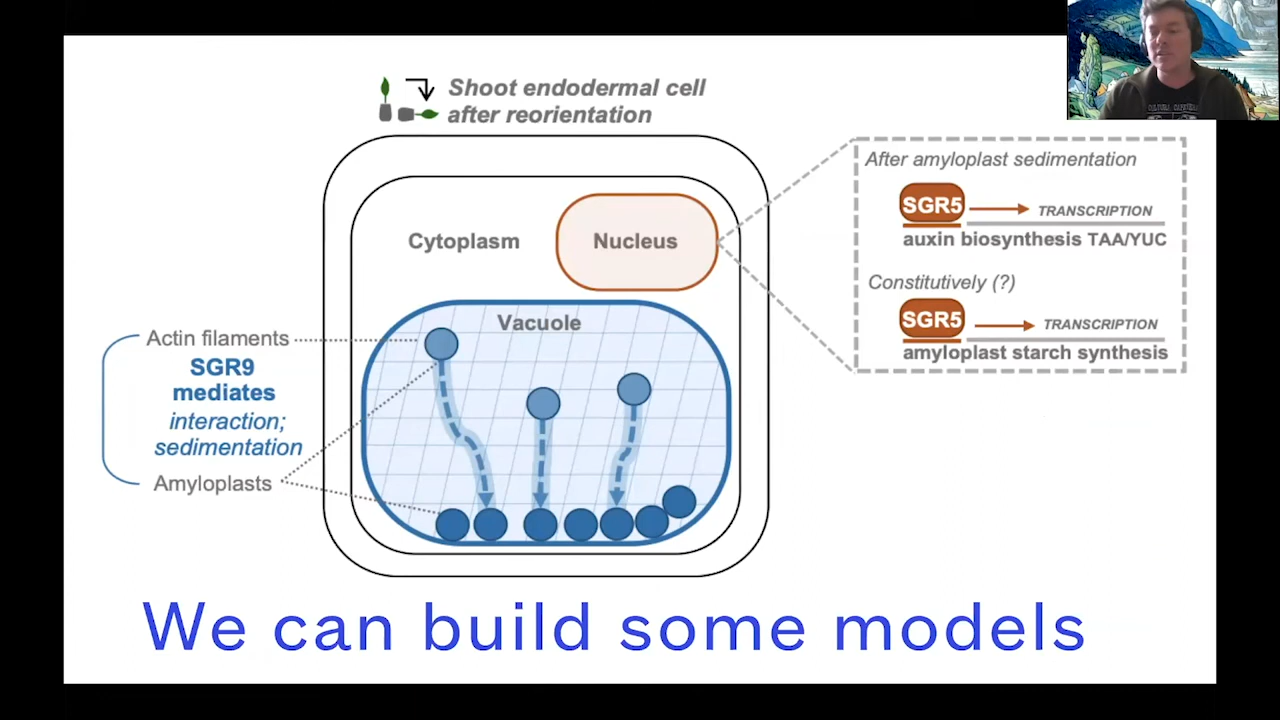 Shoot endodermal cell
after reorientation
After amyloplast sedimentation
SGR5
TRANSCRIPTION
auxin biosynthesis TAA/YUC
Constitutively (?)
SGR5
TRANSCRIPTION
amyloplast starch synthesis
Cytoplasm
Nucleus
Vacuole
Actin filaments
SGR9
mediates
interaction;
sedimentation
Amyloplasts
We can build some models